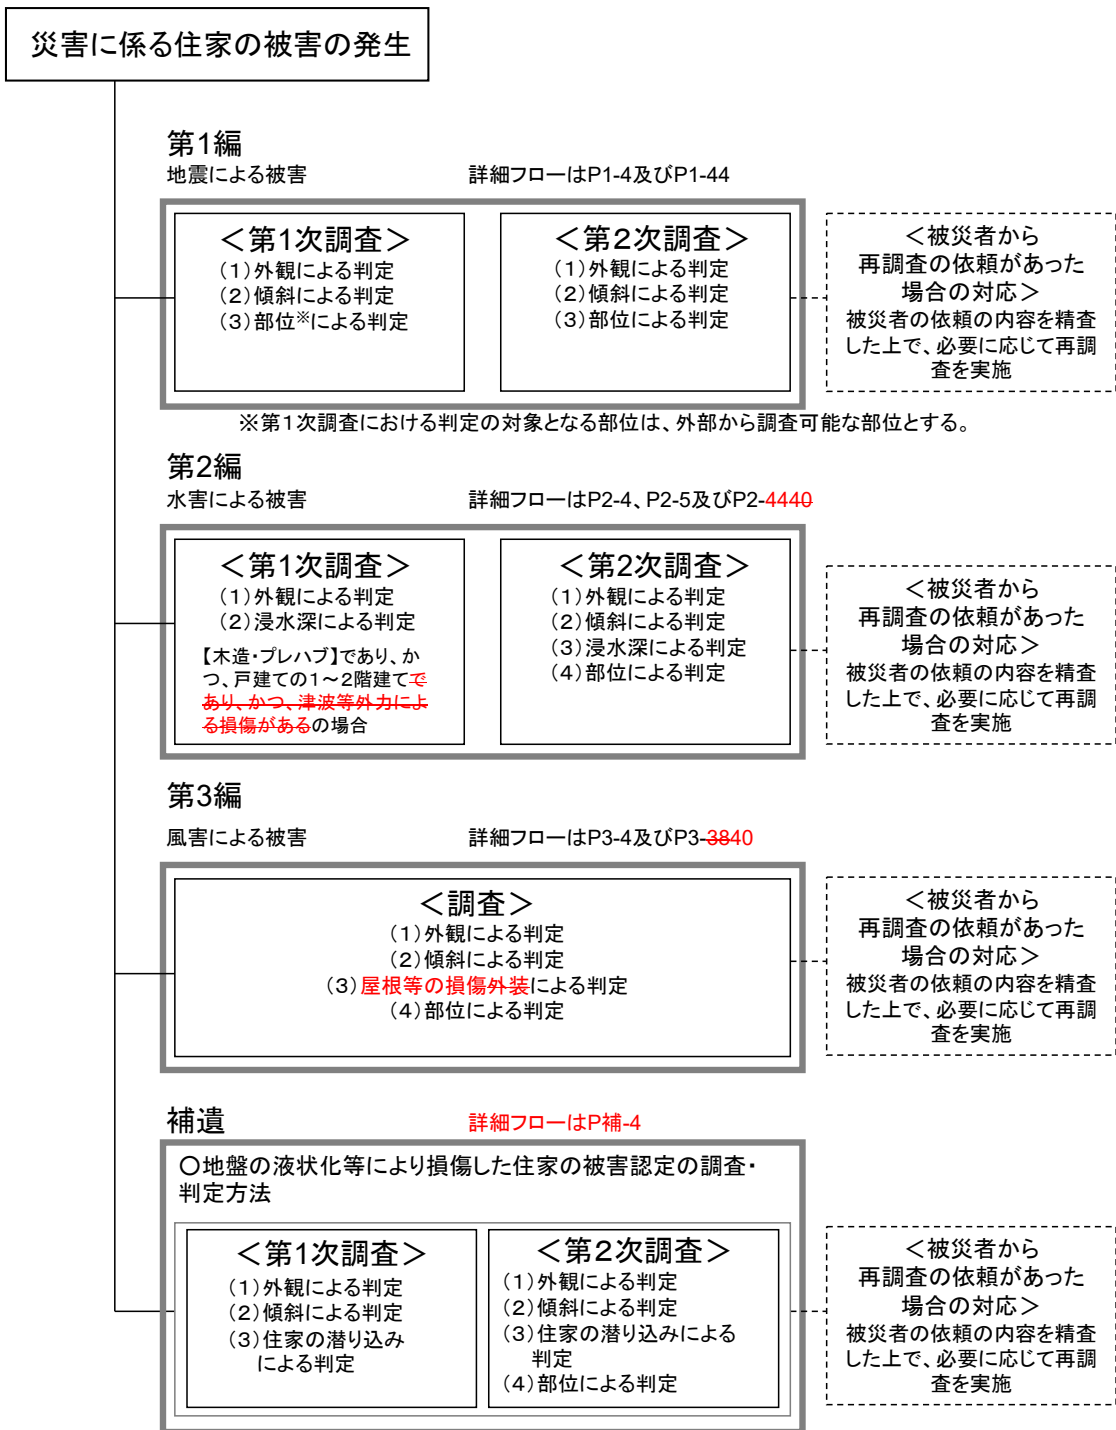 災害に係る住家の被害の発生
第1編
地震による被害
詳細フローはP1-4及びP1-44
＜第1次調査＞
（1）外観による判定
（2）傾斜による判定
（3）部位※による判定
＜第2次調査＞
（1）外観による判定
（2）傾斜による判定
（3）部位による判定
＜被災者から
再調査の依頼があった
場合の対応＞
被災者の依頼の内容を精査
した上で、必要に応じて再調
査を実施
※第1次調査における判定の対象となる部位は、外部から調査可能な部位とする。
第2編
水害による被害
詳細フローはP2-4、P2-5及びP2-4440
＜第1次調査＞
（1）外観による判定
（2）浸水深による判定
【木造・プレハブ】であり、か
つ、戸建ての1～2階建てで
あり、かつ、津波等外力によ
る損傷があるの場合
＜第2次調査＞
（1）外観による判定
（2）傾斜による判定
（3）浸水深による判定
（4）部位による判定
＜被災者から
再調査の依頼があった
場合の対応＞
被災者の依頼の内容を精査
した上で、必要に応じて再調
査を実施
第3編
風害による被害
詳細フローはP3-4及びP3-3840
＜調査＞
（1）外観による判定
（2）傾斜による判定
（3）屋根等の損傷外装による判定
（4）部位による判定
＜被災者から
再調査の依頼があった
場合の対応＞
被災者の依頼の内容を精査
した上で、必要に応じて再調
査を実施
補遺
詳細フローはP補-4
○地盤の液状化等により損傷した住家の被害認定の調査・
判定方法
＜第1次調査＞
（1）外観による判定
（2）傾斜による判定
（3）住家の潜り込み
による判定
＜第2次調査＞
（1）外観による判定
（2）傾斜による判定
（3）住家の潜り込みによる
判定
（4）部位による判定
＜被災者から
再調査の依頼があった
場合の対応＞
被災者の依頼の内容を精査
した上で、必要に応じて再調
査を実施